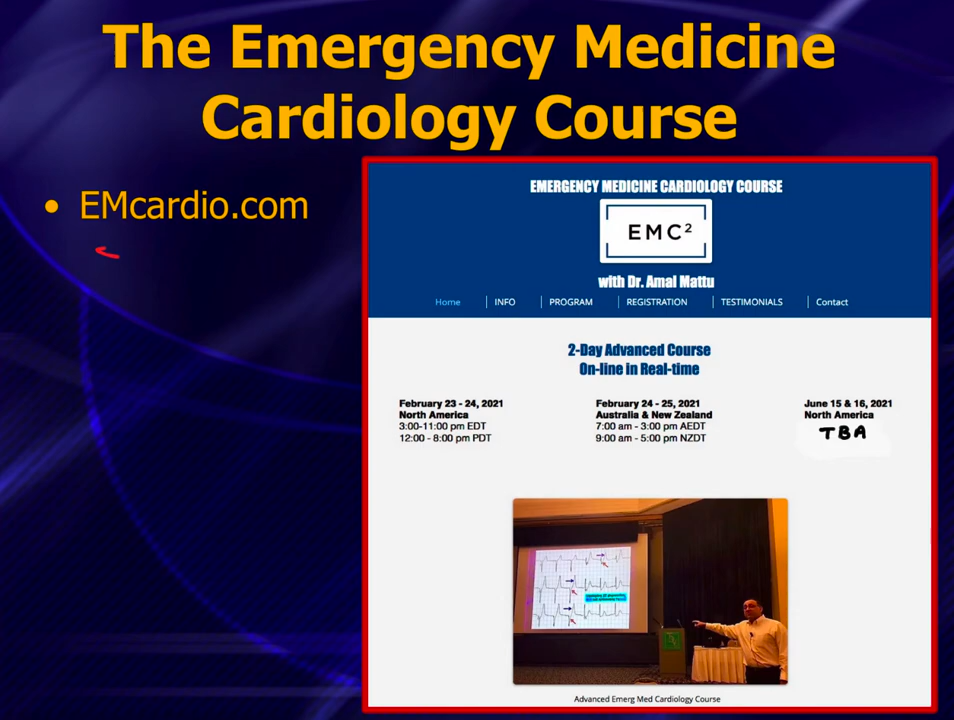 The Emergency Medicine
Cardiology Course
• EMcardio.com
EMERGENCY MEDICINE CARDIOLOGY COURSE
EMC²
with Dr. Amal Mattu
Home | INFO | PROGRAM | REGISTRATION | TESTIMONIALS | Contact
2-Day Advanced Course
On-line in Real-time
February 23 - 24, 2021
North America
3:00-11:00 pm EDT
12:00 - 8:00 pm PDT
February 24 - 25, 2021
Australia & New Zealand
7:00 am - 3:00 pm AEDT
9:00 am - 5:00 pm NZDT
June 15 & 16, 2021
North America
TBA
Advanced Emerg Med Cardiology Course